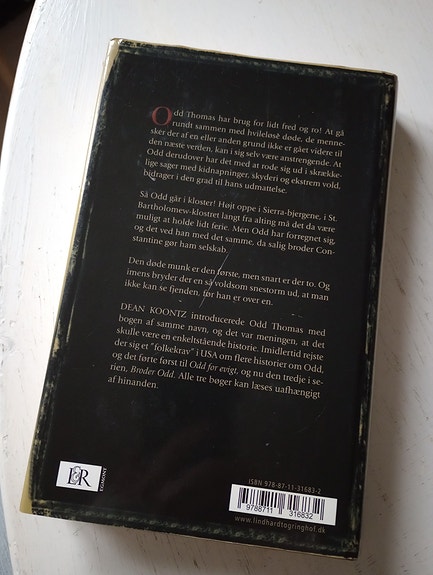 Odd Thomas har brug for lidt fred og ro! At gå
rundt sammen med hvileløse døde, de menne-
sker der af en eller anden grund ikke er gået videre til
den næste verden, kan i sig selv være anstrengende. At
Odd derudover har det med at rode sig ud i skrække-
lige sager med kidnapninger, skyderi og ekstrem vold,
bidrager i den grad til hans udmattelse.
Så Odd går i kloster! Højt oppe i Sierra-bjergene, i St.
Bartholomew-klostret langt fra alting må det da være
muligt at holde lidt ferie. Men Odd har forregnet sig,
og det ved han med det samme, da salig broder Con-
stantine gør ham selskab.
Den døde munk er den første, men snart er der to. Og
imens bryder der en så voldsom snestorm ud, at man
ikke kan se fjenden, før han er over en.
DEAN KOONTZ introducerede Odd Thomas med
bogen af samme navn, og det var meningen, at det
skulle være en enkeltstående historie. Imidlertid rejste
der sig et "folkekrav" i USA om flere historier om Odd,
og det førte først til Odd for evigt, og nu den tredje i se-
rien, Broder Odd. Alle tre bøger kan læses uafhængigt
af hinanden.
L&R
EGMONT
ISBN 978-87-11-31683-2
9 788711 316832
www.lindhardtogringhof.dk